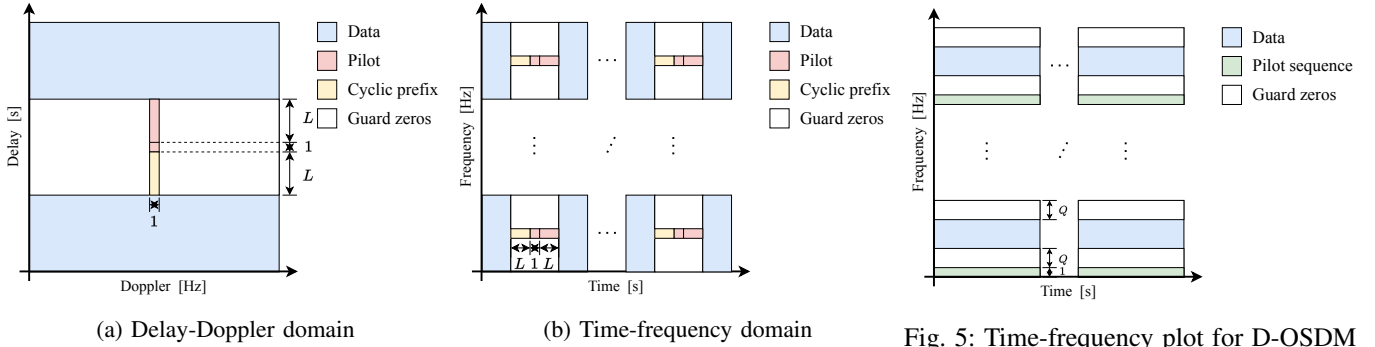 Delay [s]
L
1
L
1
Doppler [Hz]
Data
Pilot
Cyclic prefix
Guard zeros
(a) Delay-Doppler domain
Frequency [Hz]
...
L 1 L
...
Time [s]
Data
Pilot
Cyclic prefix
Guard zeros
(b) Time-frequency domain
Frequency [Hz]
...
Q
Q
1
Time [s]
Data
Pilot sequence
Guard zeros
Fig. 5: Time-frequency plot for D-OSDM